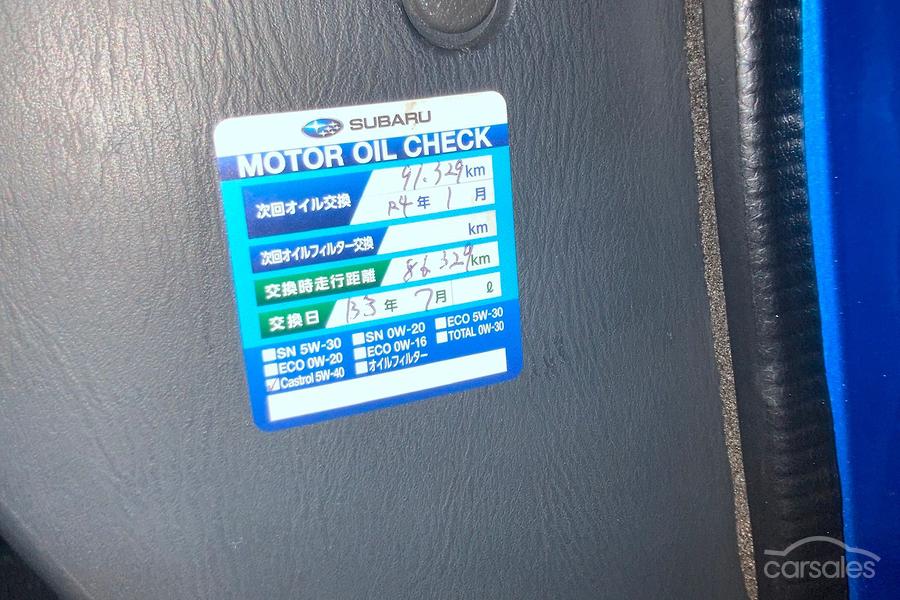 SUBARU
MOTOR OIL CHECK
次回オイル交換 91.329km
R4年 1月
次回オイルフィルター交換 km
交換時走行距離 86329km
交換日 R3年 7月 ℓ
SN 5W-30 SN 0W-20 ECO 5W-30
ECO 0W-20 ECO 0W-16 TOTAL 0W-30
Castrol 5W-40 オイルフィルター
carsales